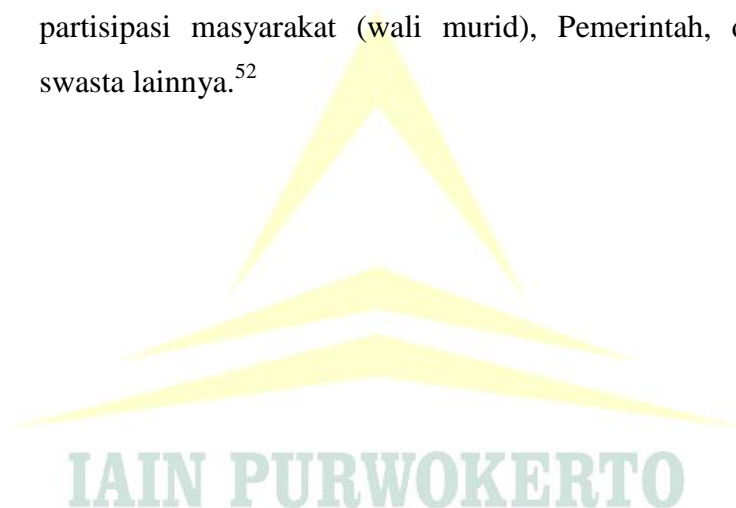 partisipasi masyarakat (wali murid), Pemerintah,
swasta lainnya.52
IAIN PURWOKERTO